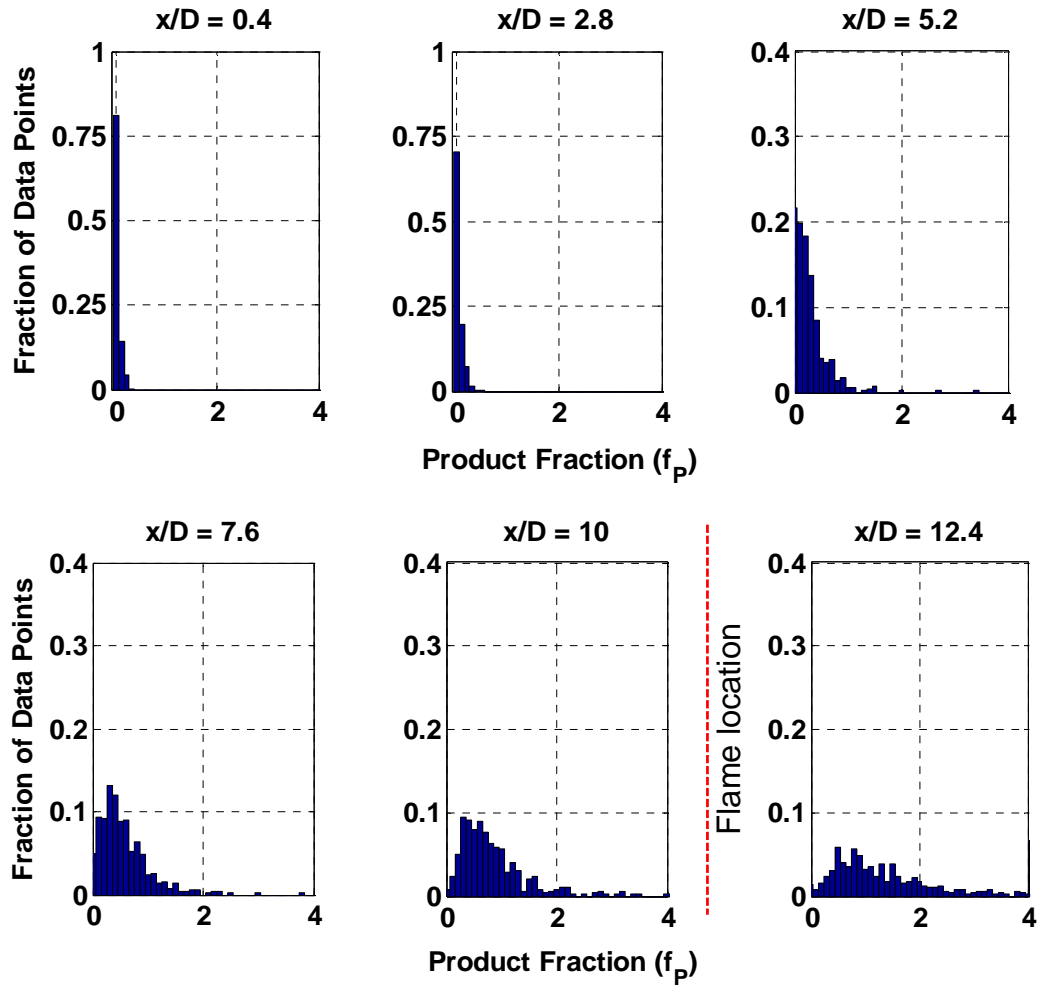 x/D = 0.4
x/D = 2.8
x/D = 5.2
Fraction of Data Points
1
0.75
0.5
0.25
0
0 2 4
1
0.75
0.5
0.25
0
0 2 4
0.4
0.3
0.2
0.1
0
0 2 4
Product Fraction (f_P)
x/D = 7.6
x/D = 10
x/D = 12.4
Fraction of Data Points
0.4
0.3
0.2
0.1
0
0 2 4
0.4
0.3
0.2
0.1
0
0 2 4
Flame location
0.4
0.3
0.2
0.1
0
0 2 4
Product Fraction (f_P)